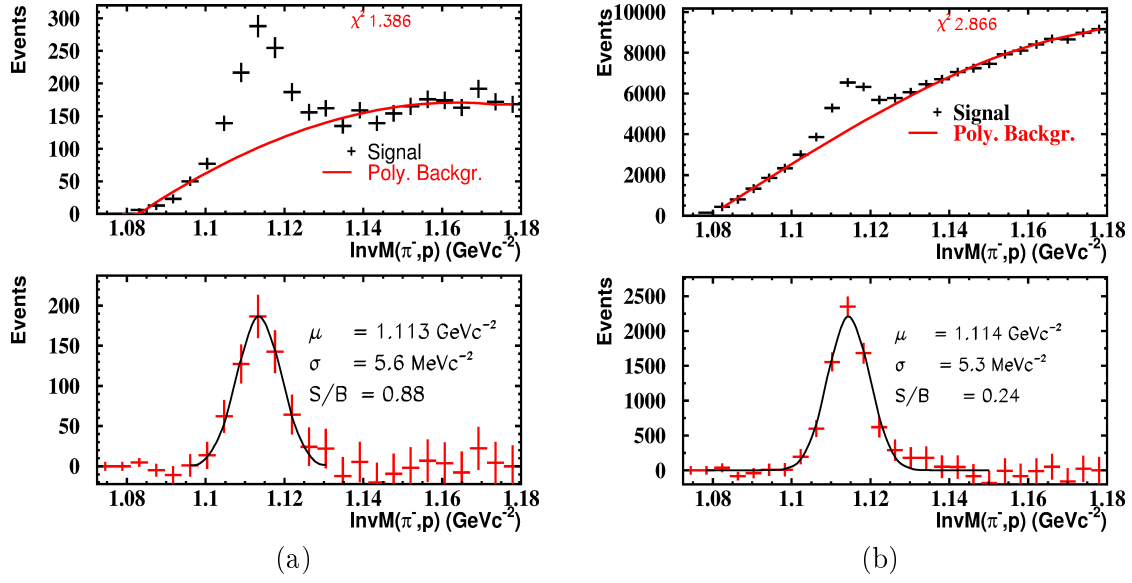 Events
300
250
200
150
100
50
0
χ² 1.386
Signal
Poly. Backgr.
1.08 1.1 1.12 1.14 1.16 1.18
InvM(π⁻,p) (GeVc⁻²)
Events
10000
8000
6000
4000
2000
0
χ² 2.866
Signal
Poly. Backgr.
1.08 1.1 1.12 1.14 1.16 1.18
InvM(π⁻,p) (GeVc⁻²)
Events
200
150
100
50
0
μ = 1.113 GeVc⁻²
σ = 5.6 MeVc⁻²
S/B = 0.88
1.08 1.1 1.12 1.14 1.16 1.18
InvM(π⁻,p) (GeVc⁻²)
(a)
Events
2500
2000
1500
1000
500
0
μ = 1.114 GeVc⁻²
σ = 5.3 MeVc⁻²
S/B = 0.24
1.08 1.1 1.12 1.14 1.16 1.18
InvM(π⁻,p) (GeVc⁻²)
(b)